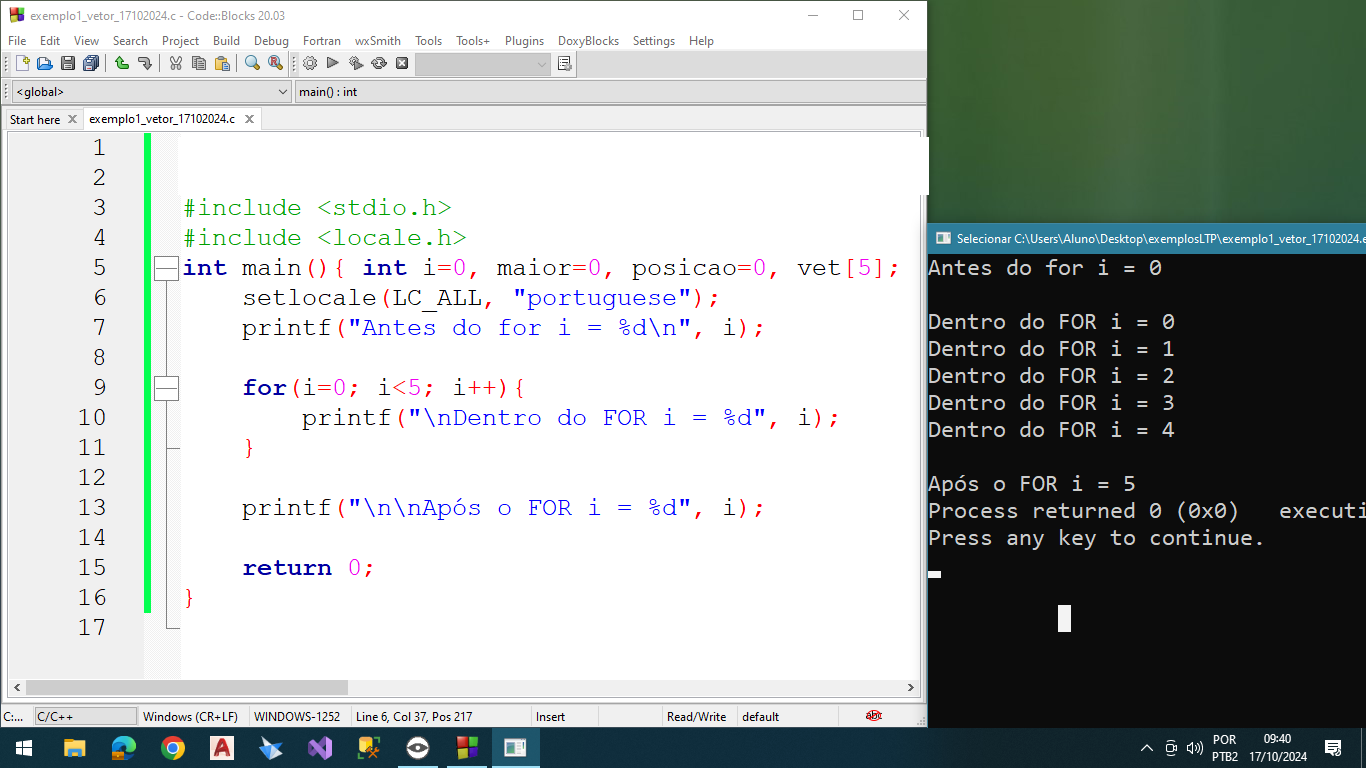 exemplo1_vetor_17102024.c - Code::Blocks 20.03
File Edit View Search Project Build Debug Fortran wxSmith Tools Tools+ Plugins DoxyBlocks Settings Help
<global> main() : int
Start here exemplo1_vetor_17102024.c
1
2
3 #include <stdio.h>
4 #include <locale.h>
5 int main(){ int i=0, maior=0, posicao=0, vet[5];
6 setlocale(LC_ALL, "portuguese");
7 printf("Antes do for i = %d\n", i);
8
9 for(i=0; i<5; i++){
10 printf("\nDentro do FOR i = %d", i);
11 }
12
13 printf("\n\nApós o FOR i = %d", i);
14
15 return 0;
16 }
17
C:... C/C++ Windows (CR+LF) WINDOWS-1252 Line 6, Col 37, Pos 217 Insert Read/Write default abc
Selecionar C:\Users\Aluno\Desktop\exemplosLTP\exemplo1_vetor_17102024.e
Antes do for i = 0
Dentro do FOR i = 0
Dentro do FOR i = 1
Dentro do FOR i = 2
Dentro do FOR i = 3
Dentro do FOR i = 4
Após o FOR i = 5
Process returned 0 (0x0) executi
Press any key to continue.
POR 09:40
PTB2 17/10/2024